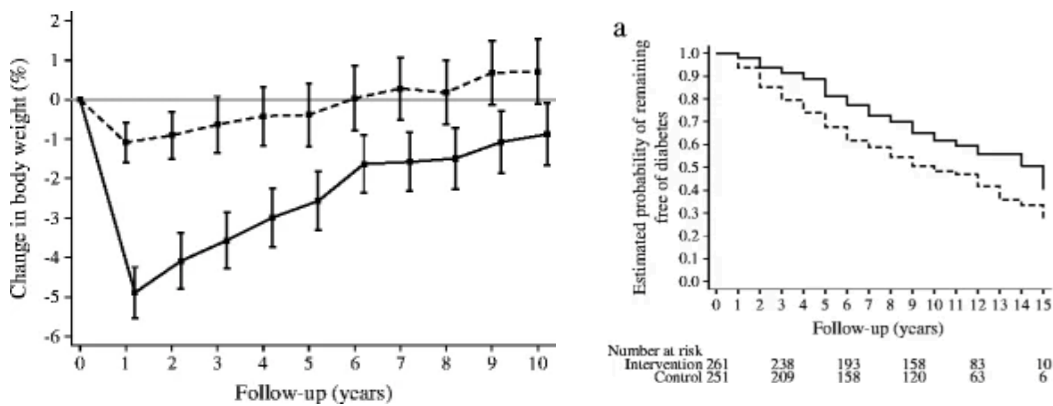 Change in body weight (%)
2
1
0
-1
-2
-3
-4
-5
-6
0 1 2 3 4 5 6 7 8 9 10
Follow-up (years)
a
Estimated probability of remaining
free of diabetes
1.0
0.9
0.8
0.7
0.6
0.5
0.4
0.3
0.2
0.1
0.0
0 1 2 3 4 5 6 7 8 9 10 11 12 13 14 15
Follow-up (years)
Number at risk
Intervention 261 238 193 158 83 10
Control 251 209 158 120 63 6